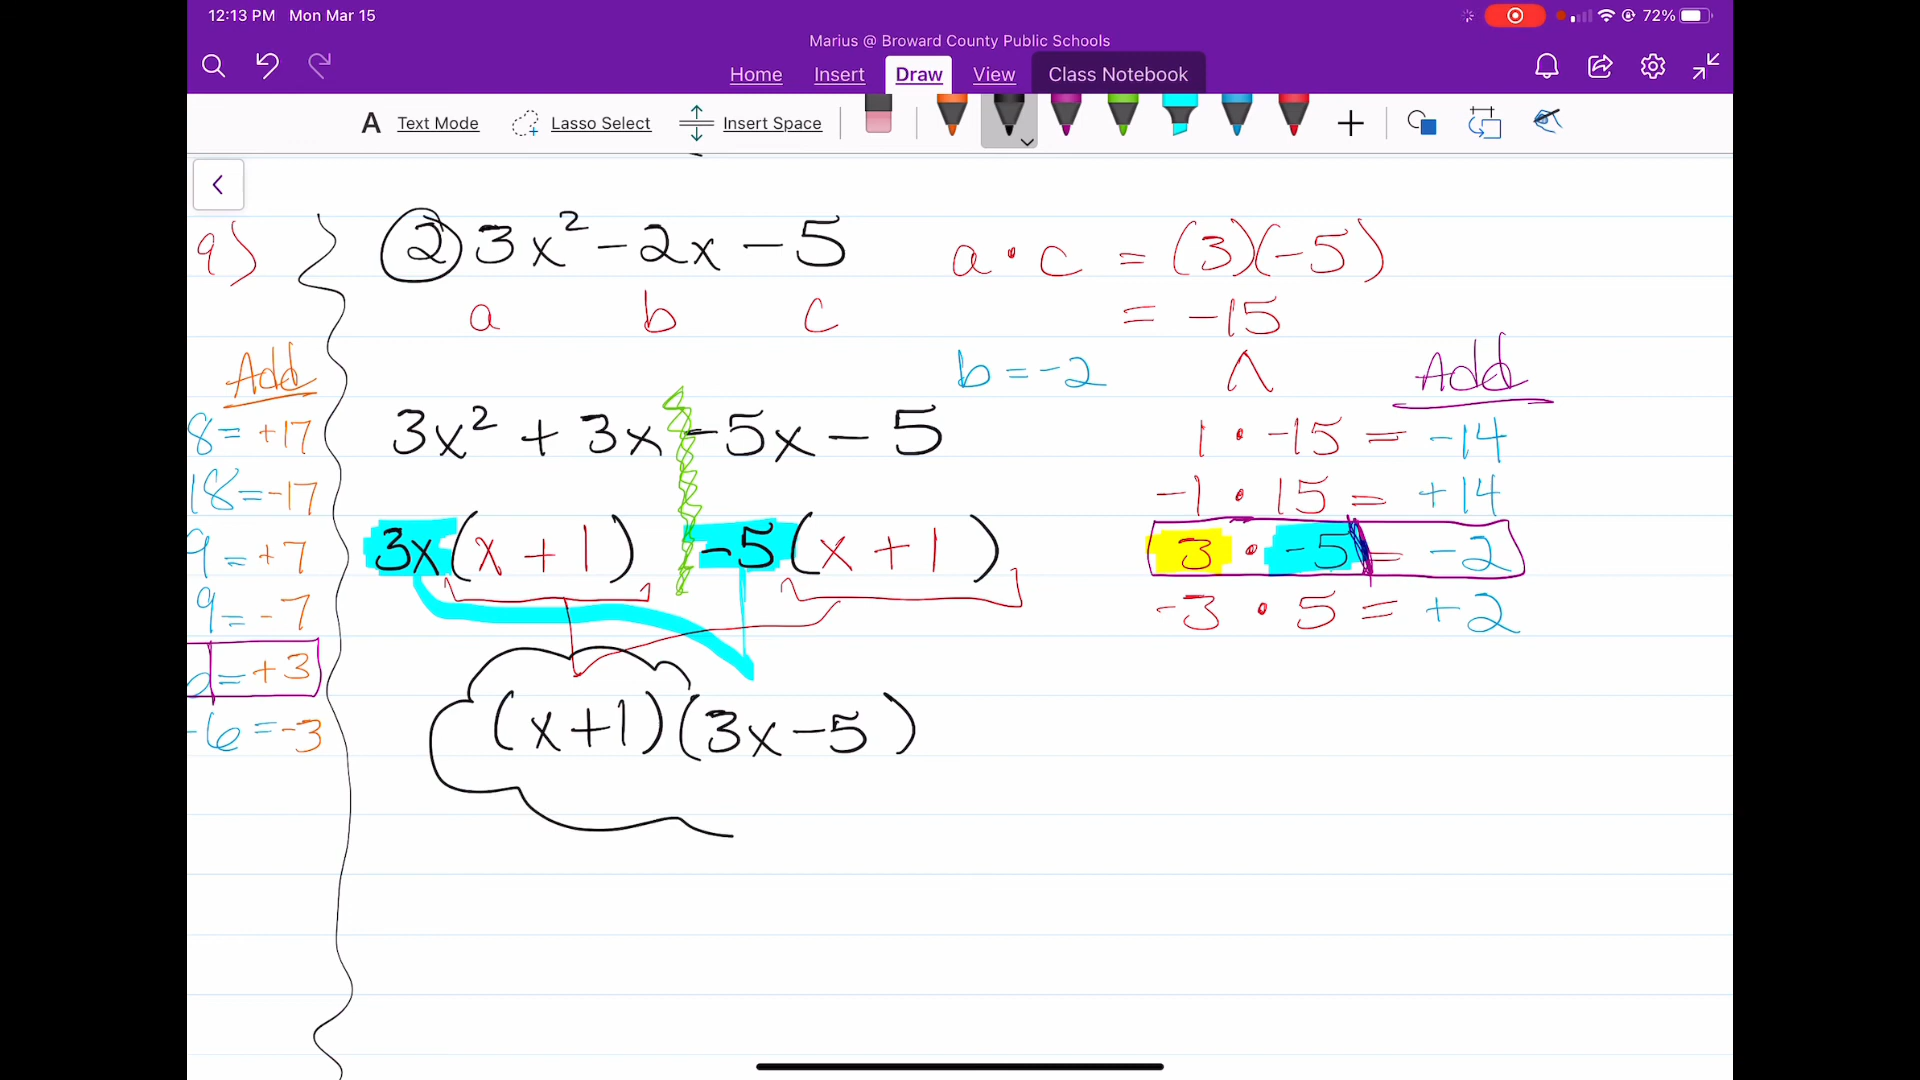 12:13 PM Mon Mar 15
72%
Marius @ Broward County Public Schools
Home Insert Draw View Class Notebook
A Text Mode Lasso Select Insert Space
9)
Add
8= +17
18=-17
9 = +7
9 = -7
= +3
-6=-3
② 3x² - 2x - 5
a b c
3x² + 3x - 5x - 5
3x(x + 1) -5(x + 1)
(x+1)(3x-5)
a · c = (3)(-5)
= -15
b = -2
Add
1 · -15 = -14
-1 · 15 = +14
3 · -5 = -2
-3 · 5 = +2